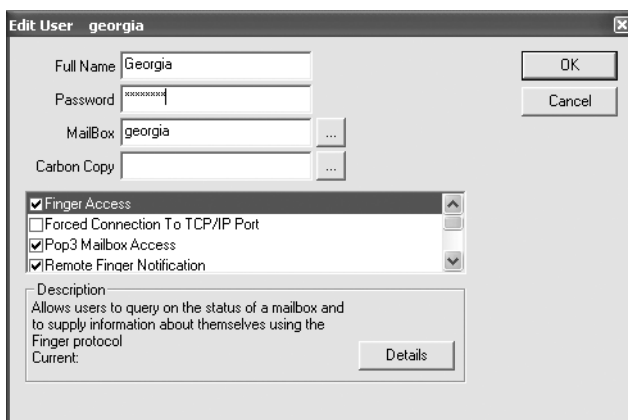 Edit User georgia
Full Name Georgia
OK
Password ********
Cancel
MailBox georgia ...
Carbon Copy ...
Finger Access
Forced Connection To TCP/IP Port
Pop3 Mailbox Access
Remote Finger Notification
Description
Allows users to query on the status of a mailbox and
to supply information about themselves using the
Finger protocol
Current:
Details